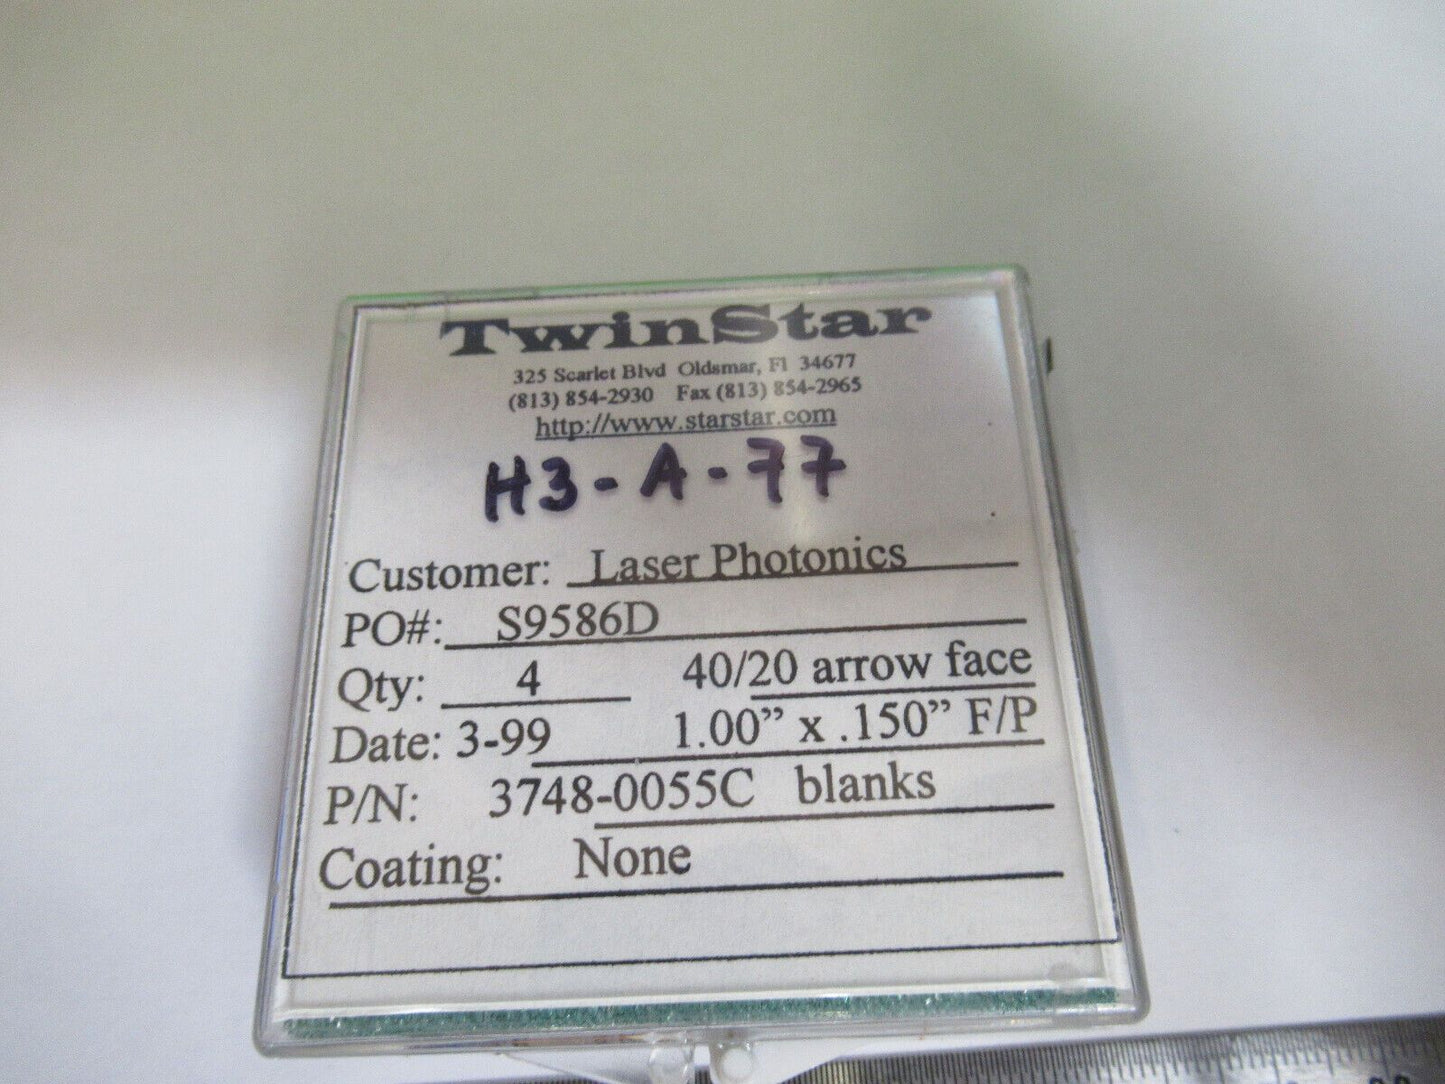 TwinStar
325 Scarlet Blvd Oldsmar, Fl 34677
(813) 854-2930 Fax (813) 854-2965
http://www.starstar.com
H3-A-77
Customer: Laser Photonics
PO#: S9586D
Qty: 4 40/20 arrow face
Date: 3-99 1.00” x .150” F/P
P/N: 3748-0055C blanks
Coating: None